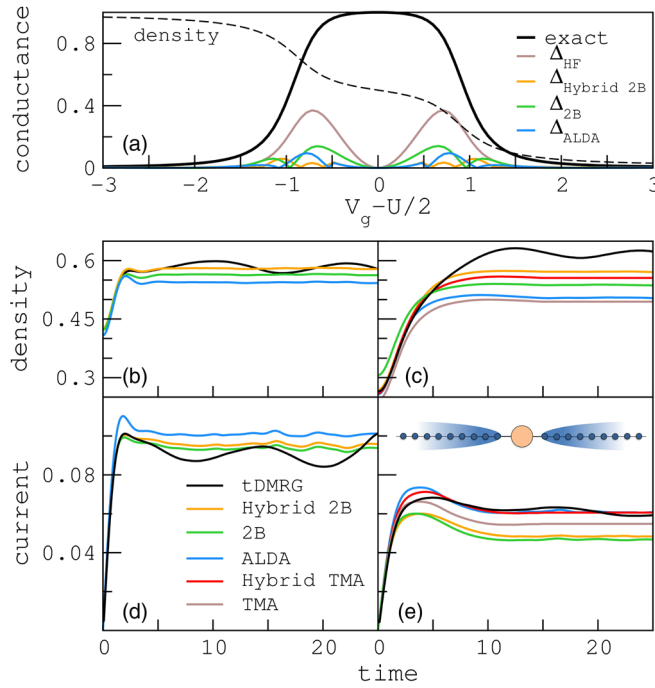 conductance
0.8
0.4
0
density
exact
Δ_HF
Δ_Hybrid 2B
Δ_2B
Δ_ALDA
(a)
-3 -2 -1 0 1 2 3
V_g-U/2
density
0.6
0.45
0.3
(b)
(c)
current
0.08
0.04
tDMRG
Hybrid 2B
2B
ALDA
Hybrid TMA
TMA
(d)
(e)
0 10 20 0 5 10 15 20
time